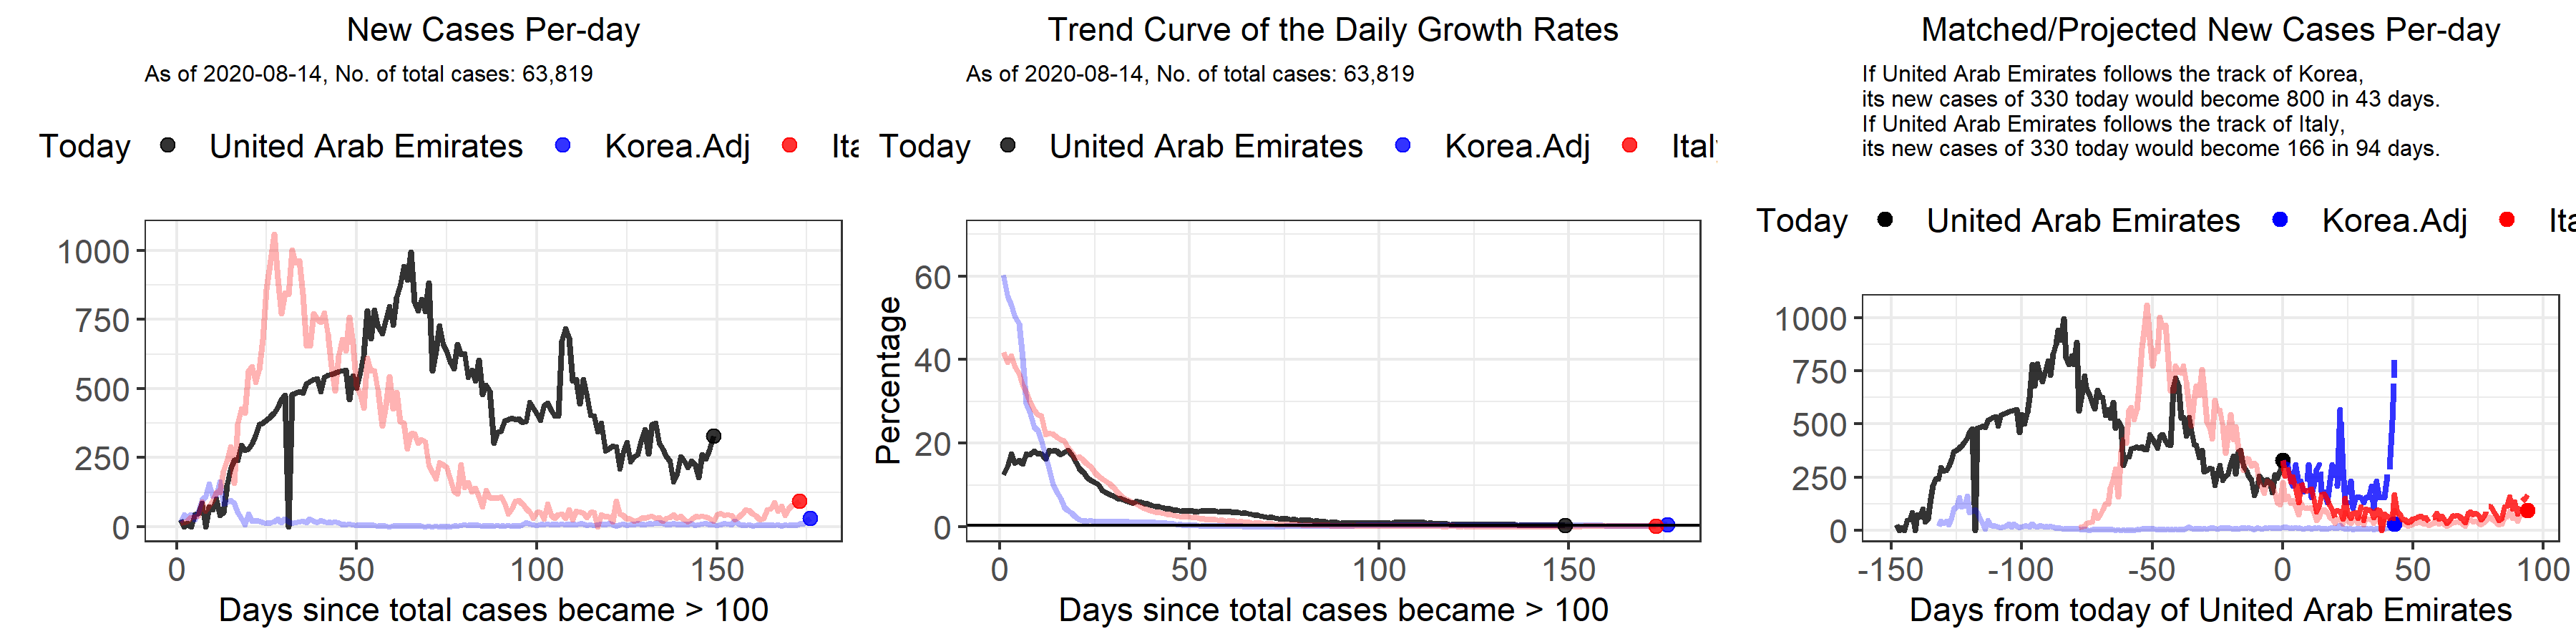 New Cases Per-day
As of 2020-08-14, No. of total cases: 63,819
Today United Arab Emirates Korea.Adj Ita
1000
750
500
250
0
0 50 100 150
Days since total cases became > 100
Trend Curve of the Daily Growth Rates
As of 2020-08-14, No. of total cases: 63,819
Today United Arab Emirates Korea.Adj Ital
Percentage
60
40
20
0
0 50 100 150
Days since total cases became > 100
Matched/Projected New Cases Per-day
If United Arab Emirates follows the track of Korea,
its new cases of 330 today would become 800 in 43 days.
If United Arab Emirates follows the track of Italy,
its new cases of 330 today would become 166 in 94 days.
Today United Arab Emirates Korea.Adj Ita
1000
750
500
250
0
-150 -100 -50 0 50 100
Days from today of United Arab Emirates